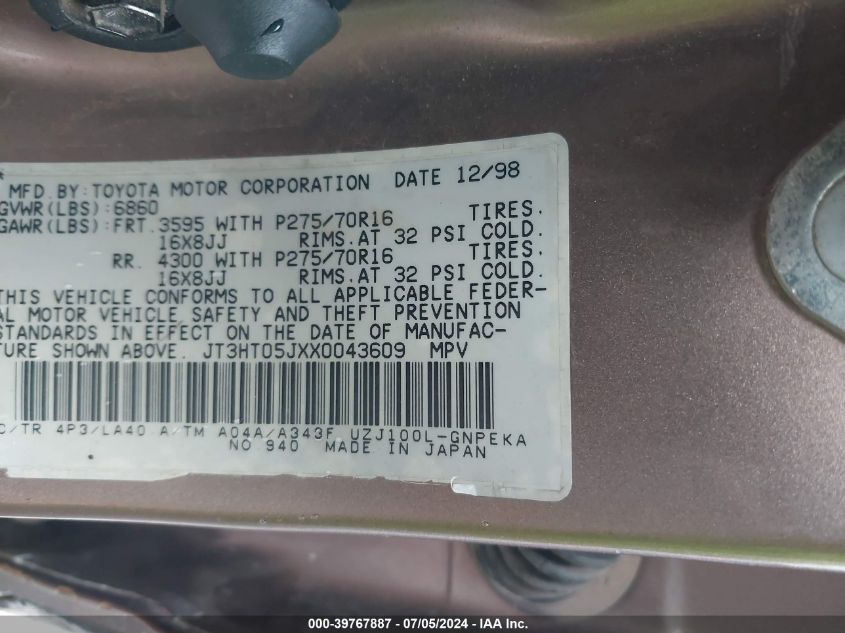 MFD. BY: TOYOTA MOTOR CORPORATION DATE 12/98
GVWR(LBS):6860
GAWR(LBS):FRT. 3595 WITH P275/70R16 TIRES.
16X8JJ RIMS.AT 32 PSI COLD.
RR. 4300 WITH P275/70R16 TIRES.
16X8JJ RIMS.AT 32 PSI COLD.
THIS VEHICLE CONFORMS TO ALL APPLICABLE FEDER-
AL MOTOR VEHICLE SAFETY AND THEFT PREVENTION
STANDARDS IN EFFECT ON THE DATE OF MANUFAC-
TURE SHOWN ABOVE. JT3HT05JXX0043609 MPV
C/TR 4P3/LA40 A/TM A04A/A343F UZJ100L-GNPEKA
NO 940 MADE IN JAPAN
000-39767887 / 07/05/2024 - IAA Inc.